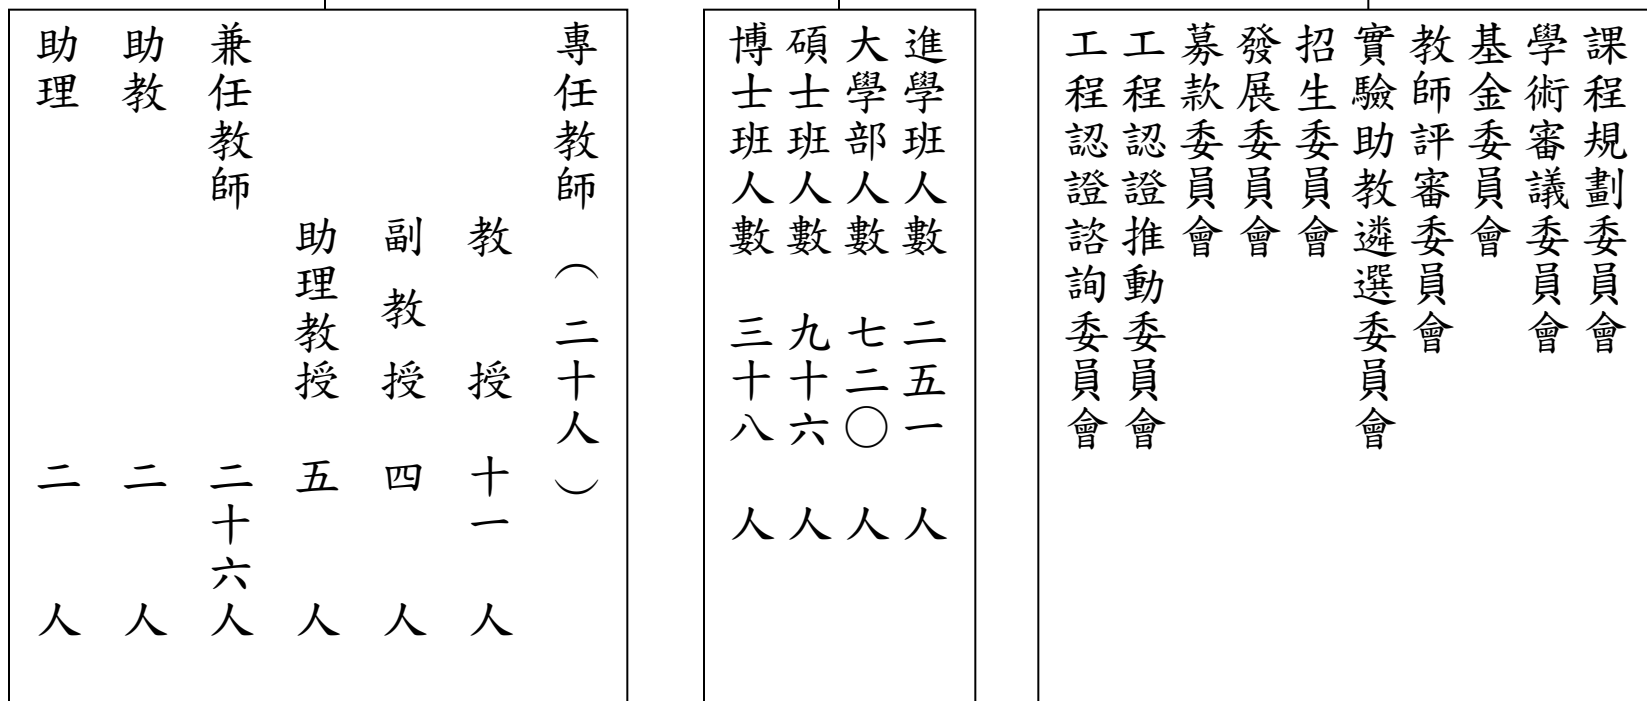 課程規劃委員會
學術審議委員會
基金委員會
教師評審委員會
實驗助教遴選委員會
招生委員會
發展委員會
募款委員會
工程認證推動委員會
工程認證諮詢委員會
進學班人數 二五一 人
大學部人數 七二〇 人
碩士班人數 九十六 人
博士班人數 三十八 人
專任教師 (二十人)
教授 十一 人
副教授 四 人
助理教授 五 人
兼任教師 二十六人
助教 二 人
助理 二 人